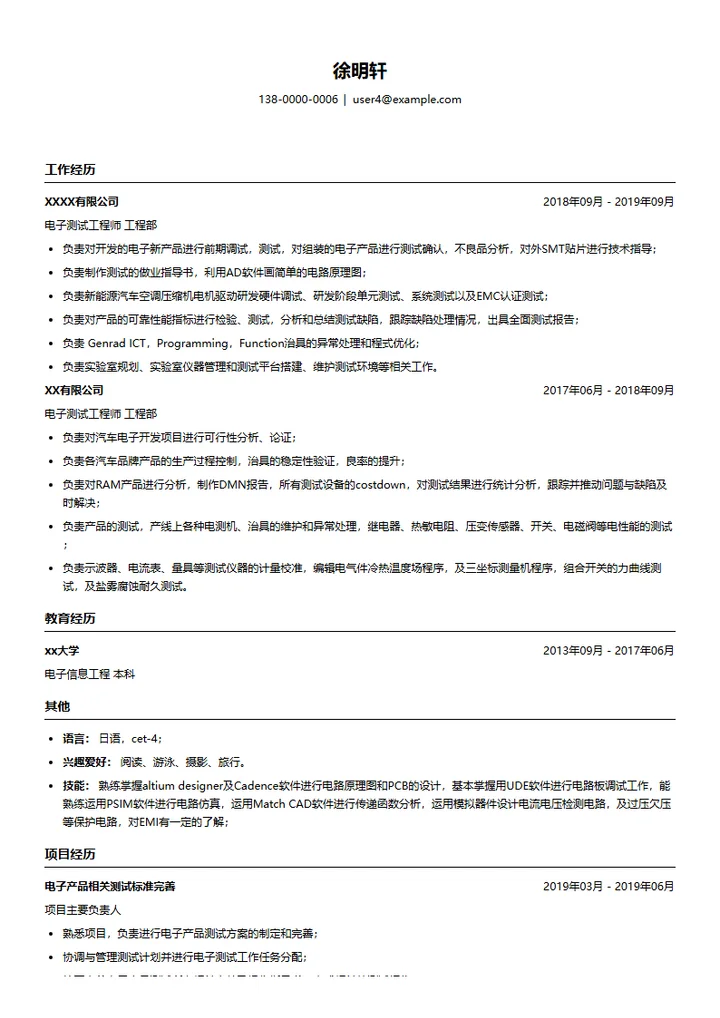 徐明轩
138-0000-0006 | user4@example.com
工作经历
XXXX有限公司 2018年09月 - 2019年09月
电子测试工程师 工程部
• 负责对开发的电子新产品进行前期调试，测试，对组装的电子产品进行测试确认，不良品分析，对外SMT贴片进行技术指导；
• 负责制作测试的做业指导书，利用AD软件画简单的电路原理图；
• 负责新能源汽车空调压缩机电机驱动研发硬件调试、研发阶段单元测试、系统测试以及EMC认证测试；
• 负责对产品的可靠性能指标进行检验、测试，分析和总结测试缺陷，跟踪缺陷处理情况，出具全面测试报告；
• 负责 Genrad ICT，Programming，Function治具的异常处理和程式优化；
• 负责实验室规划、实验室仪器管理和测试平台搭建、维护测试环境等相关工作。
XX有限公司 2017年06月 - 2018年09月
电子测试工程师 工程部
• 负责对汽车电子开发项目进行可行性分析、论证；
• 负责各汽车品牌产品的生产过程控制，治具的稳定性验证，良率的提升；
• 负责对RAM产品进行分析，制作DMN报告，所有测试设备的costdown，对测试结果进行统计分析，跟踪并推动问题与缺陷及
时解决；
• 负责产品的测试，产线上各种电测机、治具的维护和异常处理，继电器、热敏电阻、压变传感器、开关、电磁阀等电性能的测试
；
• 负责示波器、电流表、量具等测试仪器的计量校准，编辑电气件冷热温度场程序，及三坐标测量机程序，组合开关的力曲线测
试，及盐雾腐蚀耐久测试。
教育经历
xx大学 2013年09月 - 2017年06月
电子信息工程 本科
其他
• 语言： 日语，cet-4；
• 兴趣爱好： 阅读、游泳、摄影、旅行。
• 技能： 熟练掌握altium designer及Cadence软件进行电路原理图和PCB的设计，基本掌握用UDE软件进行电路板调试工作，能
熟练运用PSIM软件进行电路仿真，运用Match CAD软件进行传递函数分析，运用模拟器件设计电流电压检测电路，及过压欠压
等保护电路，对EMI有一定的了解；
项目经历
电子产品相关测试标准完善 2019年03月 - 2019年06月
项目主要负责人
• 熟悉项目，负责进行电子产品测试方案的制定和完善；
• 协调与管理测试计划并进行电子测试工作任务分配；